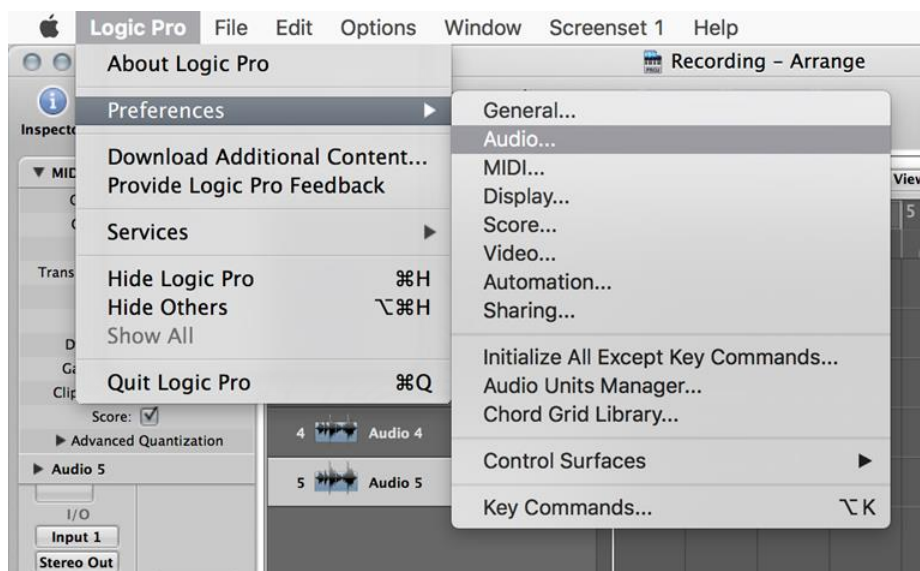 Logic Pro File Edit Options Window Screenset 1 Help
Recording – Arrange
About Logic Pro
Preferences
Download Additional Content...
Provide Logic Pro Feedback
Services
Hide Logic Pro ⌘H
Hide Others ⌥⌘H
Show All
Quit Logic Pro ⌘Q
General...
Audio...
MIDI...
Display...
Score...
Video...
Automation...
Sharing...
Initialize All Except Key Commands...
Audio Units Manager...
Chord Grid Library...
Control Surfaces
Key Commands... ⌥K
5
Score:
Advanced Quantization
Audio 5
I/O
Input 1
Stereo Out
4 Audio 4
5 Audio 5